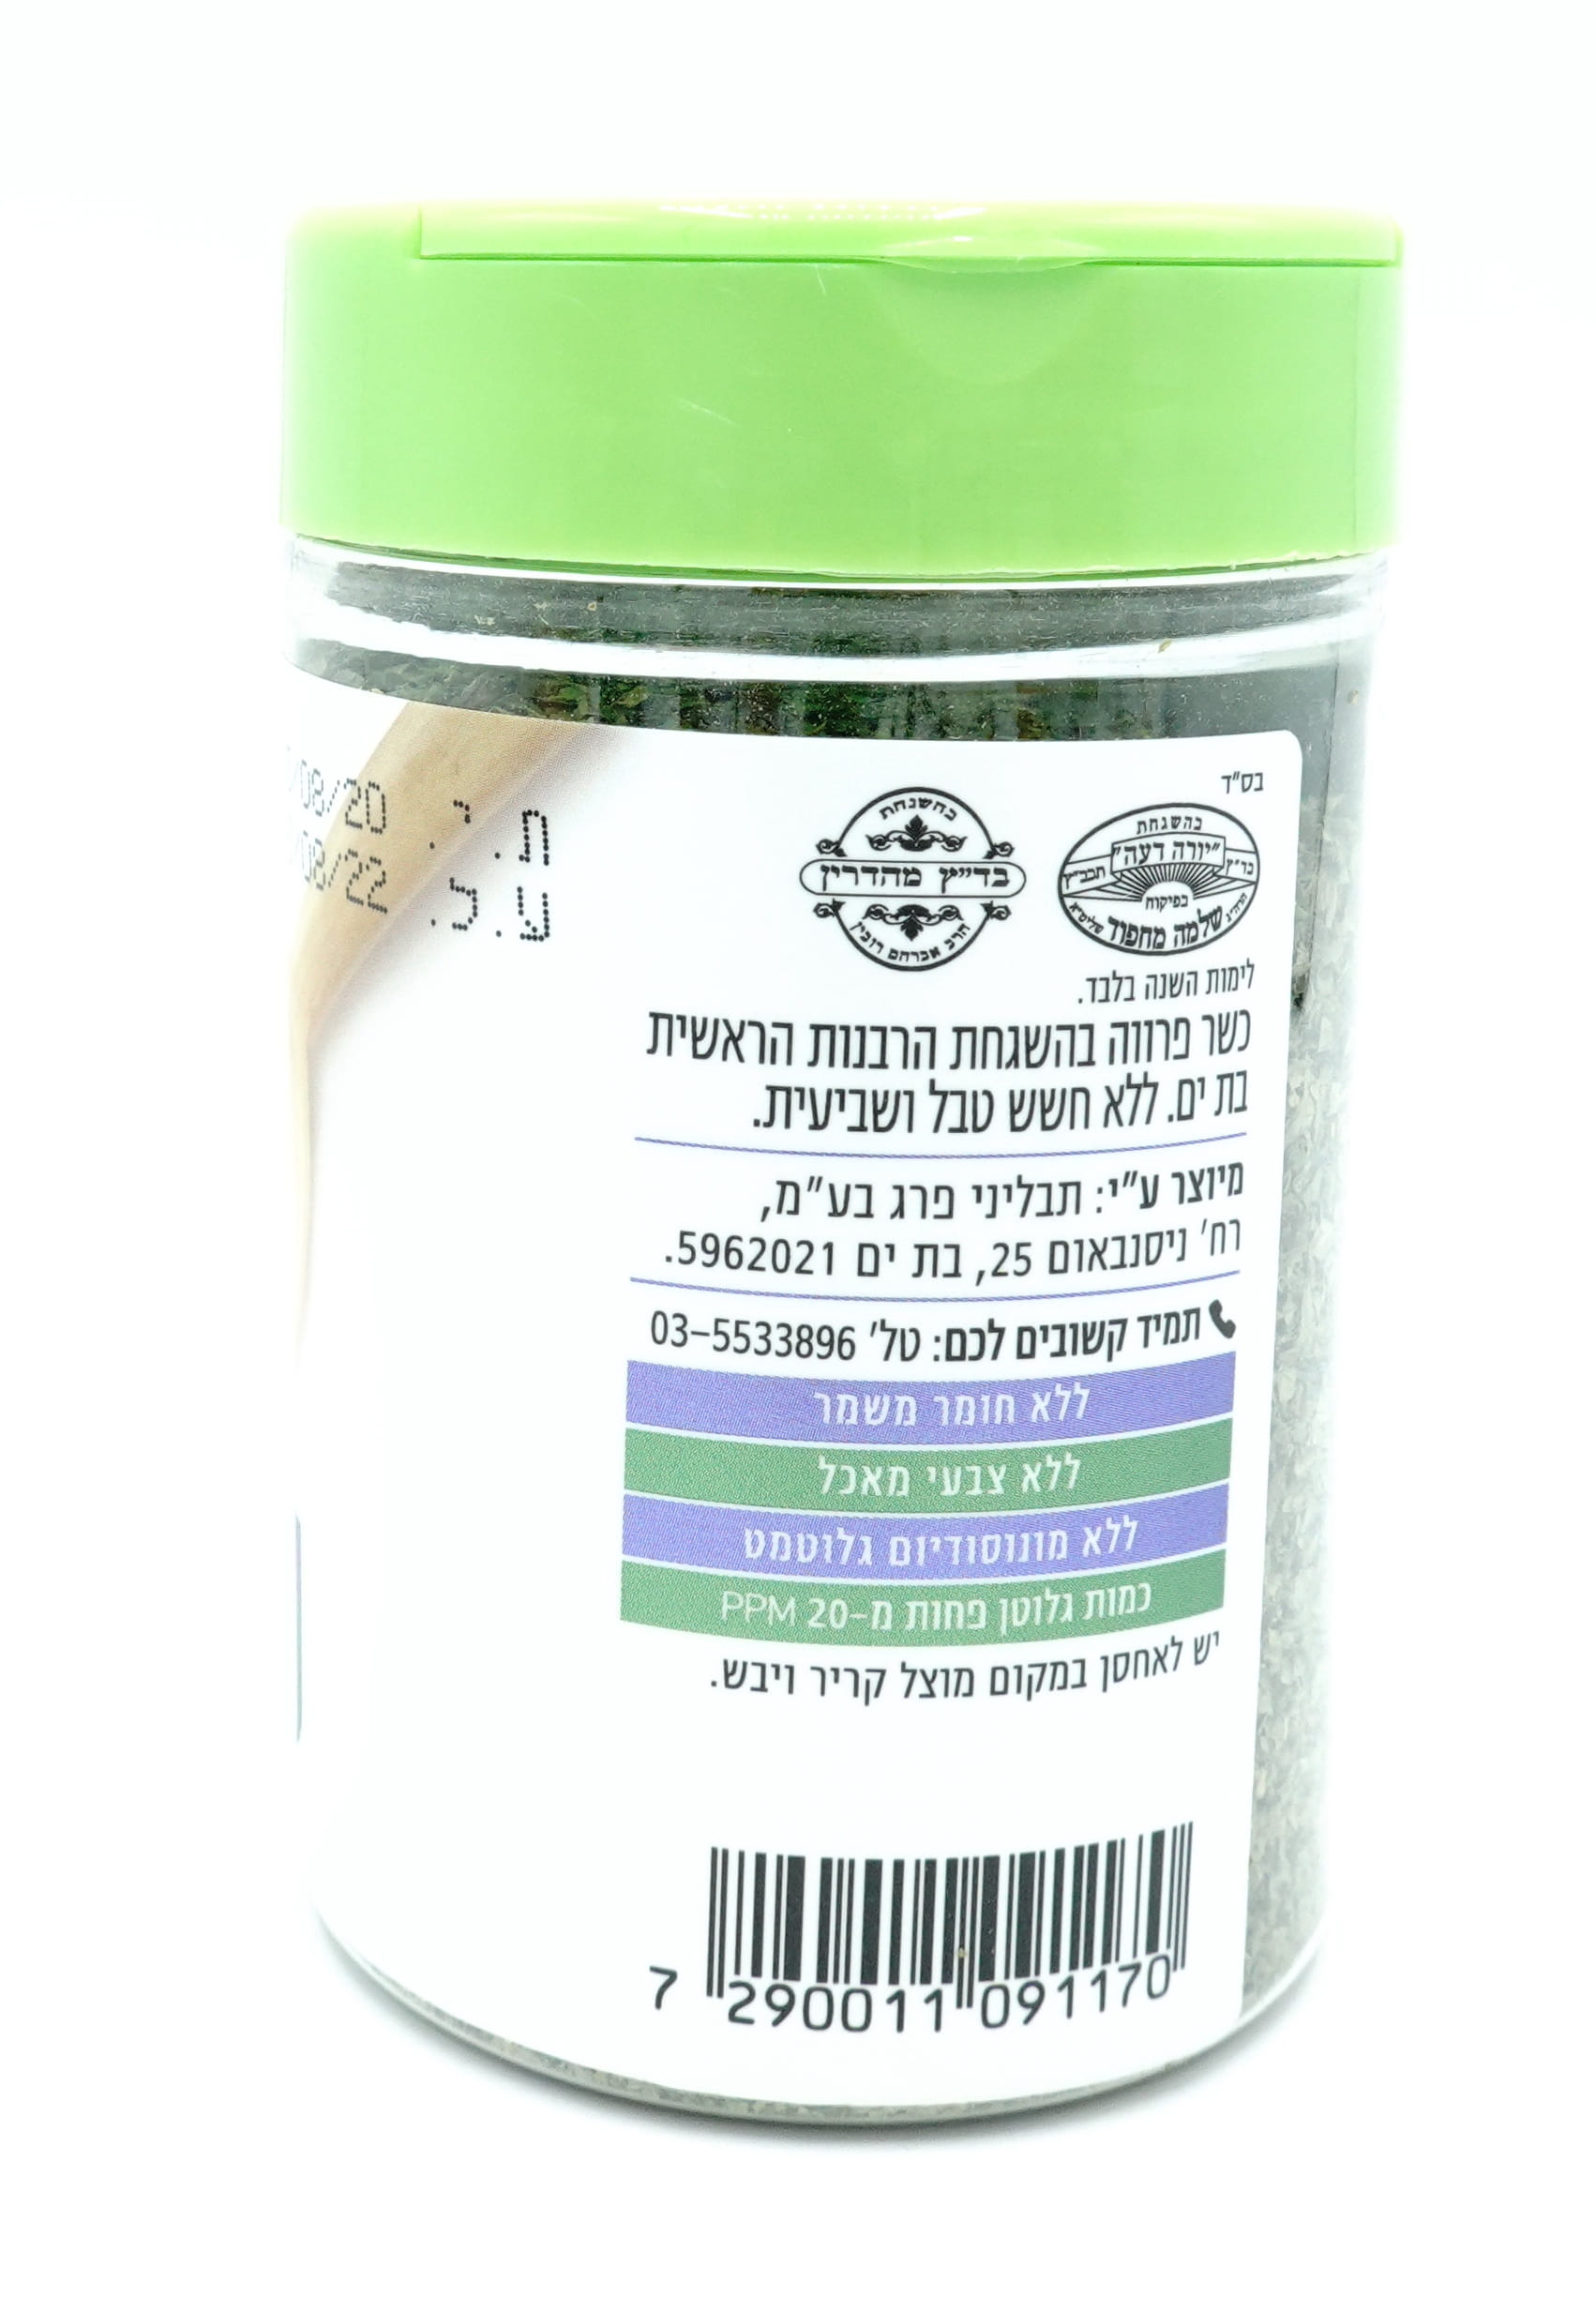 בס"ד
בהשגחת
"יורה דעה"
בד"ץ
בפיקוח
הרה"ג
שלמה מחפוד
שליט"א
בהשגחת
בד"ץ מהדרין
הרב אברהם רובין
ת.י.
/08/20
ע.ס.
/08/22
לימות השנה בלבד.
כשר פרווה בהשגחת הרבנות הראשית
בת ים. ללא חשש טבל ושביעית.
מיוצר ע"י: תבליני פרג בע"מ,
רח' ניסנבאום 25, בת ים 5962021.
תמיד קשובים לכם: טל' 03-5533896
ללא חומר משמר
ללא צבעי מאכל
ללא מונוסודיום גלוטמט
כמות גלוטן פחות מ-20 PPM
יש לאחסן במקום מוצל קריר ויבש.
7 290011 091170